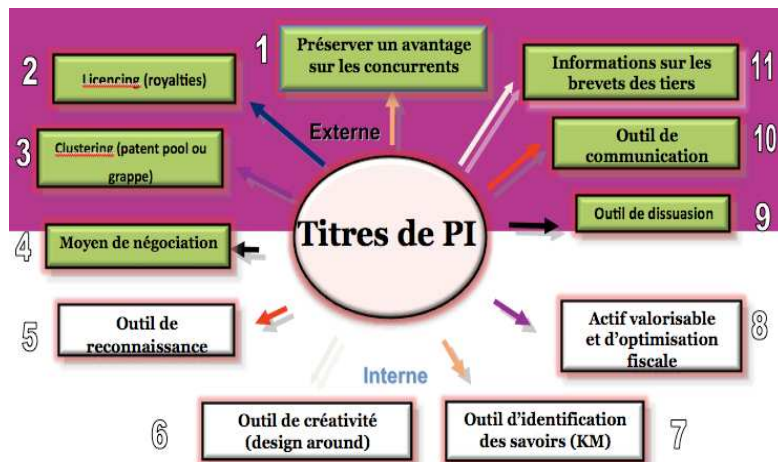 1
Préserver un avantage
sur les concurrents
2
Licencing (royalties)
Informations sur les
brevets des tiers
11
Externe
3
Clustering (patent pool ou
grappe)
Outil de
communication
10
Titres de PI
4
Moyen de négociation
Outil de dissuasion
9
5
Outil de
reconnaissance
Actif valorisable
et d'optimisation
fiscale
8
Interne
6
Outil de créativité
(design around)
Outil d'identification
des savoirs (KM)
7